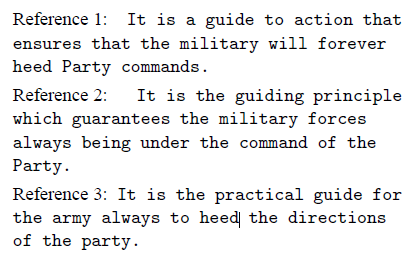 Reference 1: It is a guide to action that
ensures that the military will forever
heed Party commands.
Reference 2: It is the guiding principle
which guarantees the military forces
always being under the command of the
Party.
Reference 3: It is the practical guide for
the army always to heed the directions
of the party.